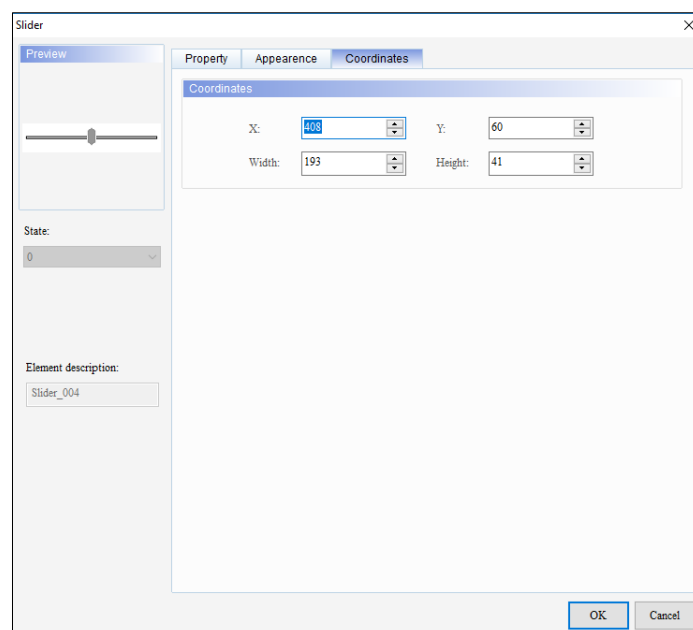 Slider
Preview
Property Appearence Coordinates
Coordinates
X: 408 Y: 60
Width: 193 Height: 41
State:
0
Element description:
Slider_004
OK Cancel